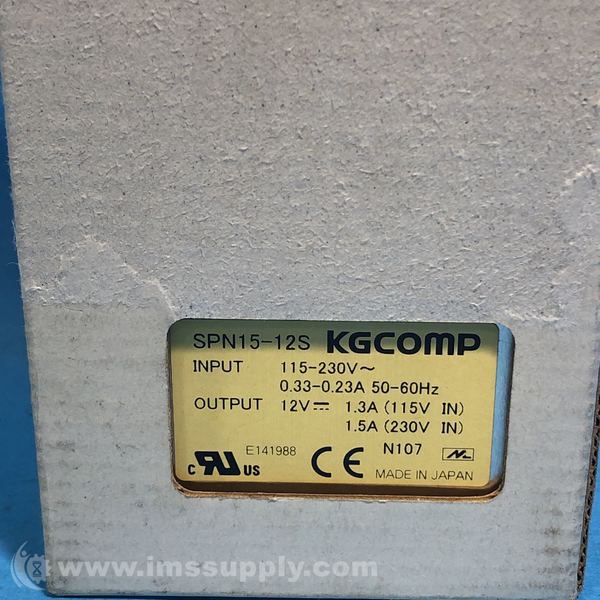 SPN15-12S KGCOMP
INPUT 115-230V~
0.33-0.23A 50-60Hz
OUTPUT 12V⎓ 1.3A (115V IN)
1.5A (230V IN)
E141988 N107
C RU US CE MADE IN JAPAN
www.imssupply.com